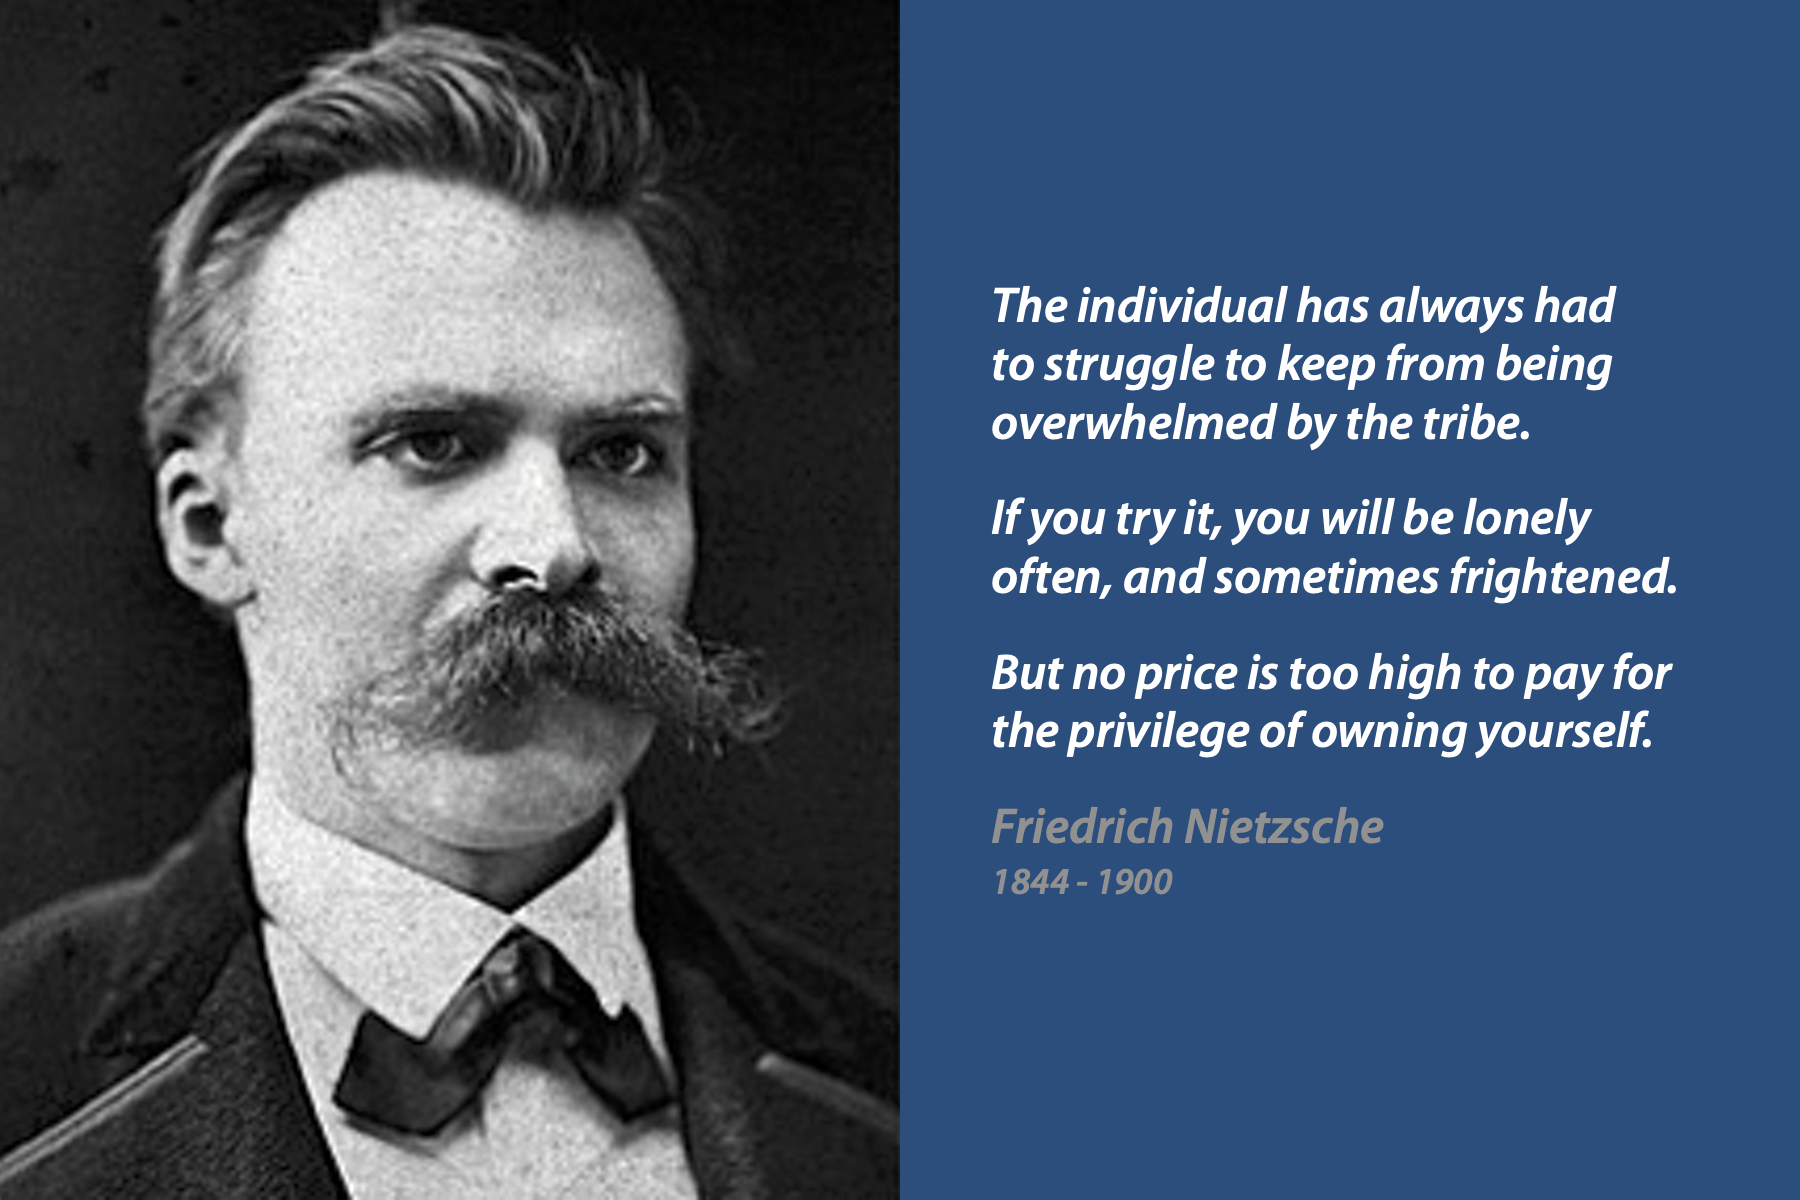 The individual has always had
to struggle to keep from being
overwhelmed by the tribe.
If you try it, you will be lonely
often, and sometimes frightened.
But no price is too high to pay for
the privilege of owning yourself.
Friedrich Nietzsche
1844 - 1900